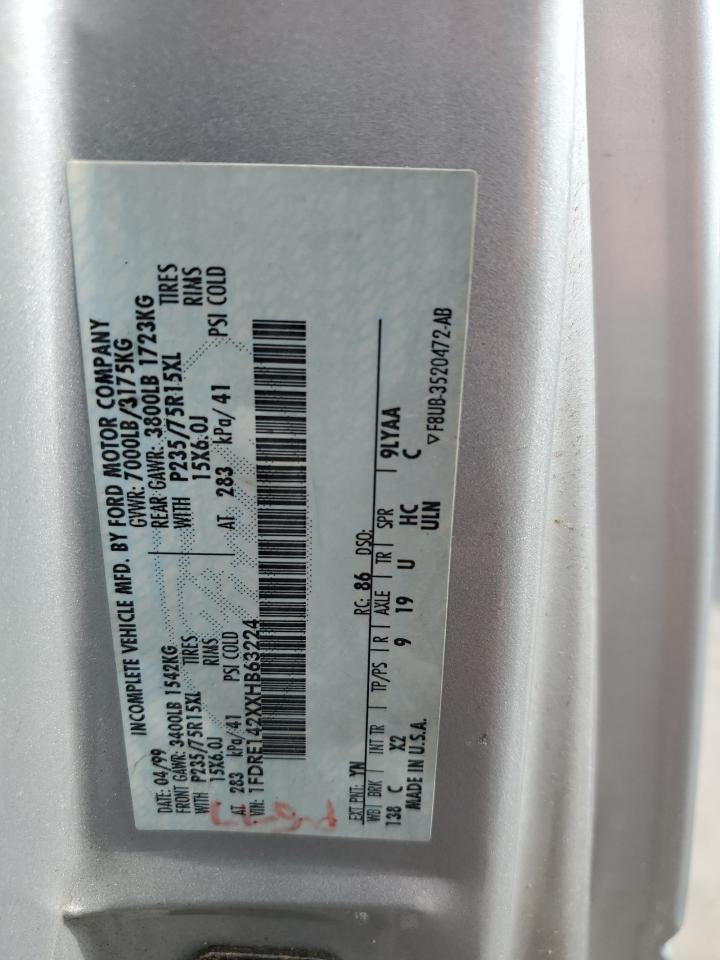 INCOMPLETE VEHICLE MFD. BY FORD MOTOR COMPANY
DATE: 04/99 GVWR: 7000LB/3175KG
FRONT GAWR: 3400LB 1542KG REAR GAWR: 3800LB 1723KG
WITH P235/75R15XL TIRES WITH P235/75R15XL TIRES
15X6.0J RIMS 15X6.0J RIMS
AT 283 kPa/41 PSI COLD AT 283 kPa/41 PSI COLD
VIN: 1FDRE142XXHB63224
EXT PNT: YN RC: 86 DSO:
WB BRK INT TR TP/PS R AXLE TR SPR
138 C X2 9 19 U HC 9LYAA
MADE IN U.S.A. ULN C
▽F8UB-3520472-AB